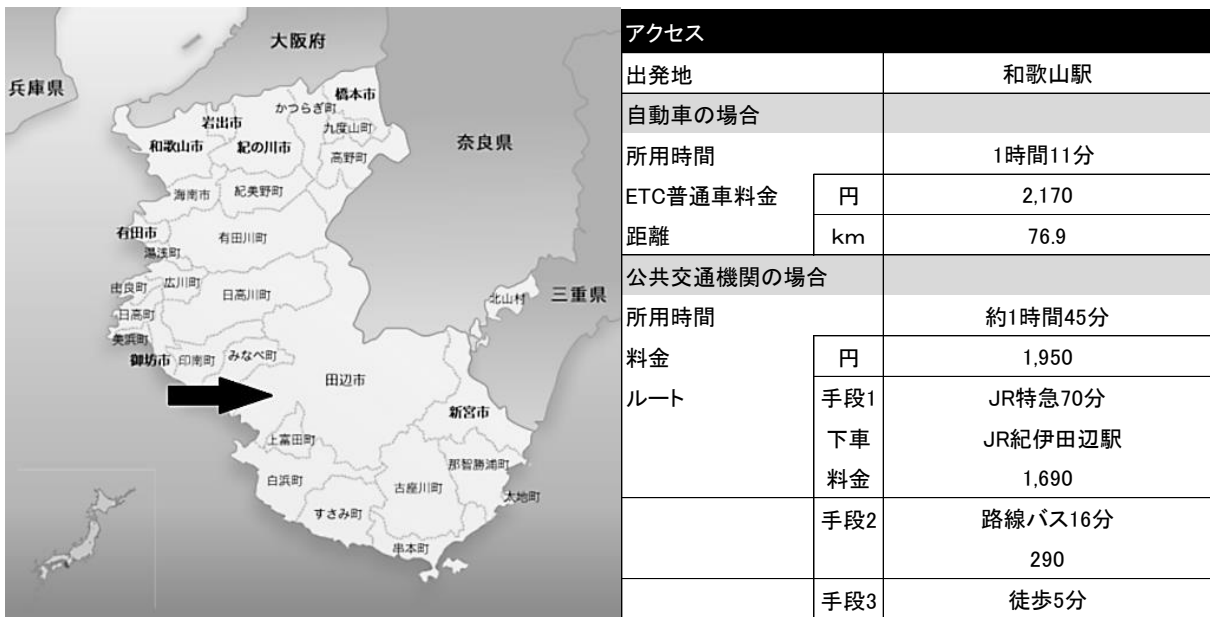 大阪府
兵庫県
橋本市
かつらぎ町
岩出市
九度山町
和歌山市
紀の川市
奈良県
高野町
海南市
紀美野町
有田市
有田川町
湯浅町
由良町
広川町
日高川町
北山村
三重県
日高町
美浜町
御坊市
印南町
みなべ町
田辺市
新宮市
上富田町
那智勝浦町
白浜町
古座川町
太地町
すさみ町
串本町
アクセス
出発地 和歌山駅
自動車の場合
所用時間 1時間11分
ETC普通車料金 円 2,170
距離 km 76.9
公共交通機関の場合
所用時間 約1時間45分
料金 円 1,950
ルート 手段1 JR特急70分
下車 JR紀伊田辺駅
料金 1,690
手段2 路線バス16分
290
手段3 徒歩5分